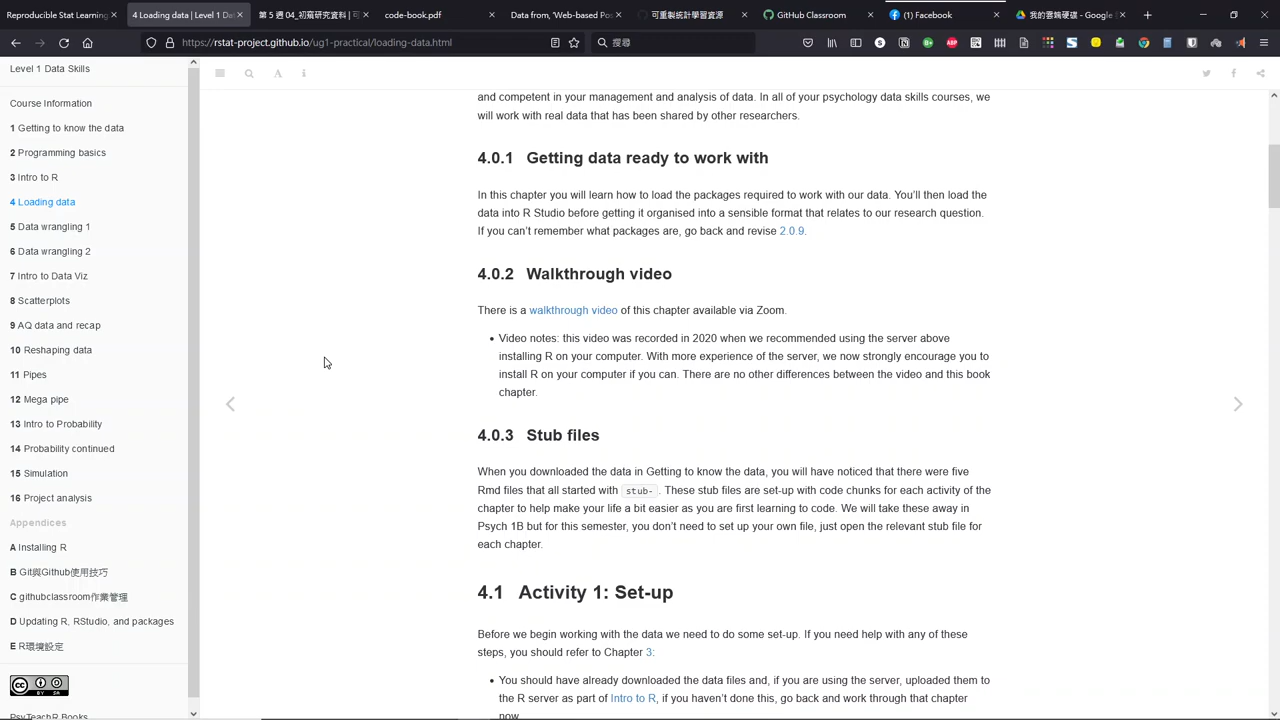 Reproducible Stat Learning
4 Loading data | Level 1 Dat
第 5 週 04_初窺研究資料 | 可
code-book.pdf
Data from, 'Web-based Pos
可重製統計學習資源
GitHub Classroom
(1) Facebook
我的雲端硬碟 - Google
https://rstat-project.github.io/ug1-practical/loading-data.html
搜尋
Level 1 Data Skills
Course Information
1 Getting to know the data
2 Programming basics
3 Intro to R
4 Loading data
5 Data wrangling 1
6 Data wrangling 2
7 Intro to Data Viz
8 Scatterplots
9 AQ data and recap
10 Reshaping data
11 Pipes
12 Mega pipe
13 Intro to Probability
14 Probability continued
15 Simulation
16 Project analysis
Appendices
A Installing R
B Git與Github使用技巧
C githubclassroom作業管理
D Updating R, RStudio, and packages
E R環境設定
BY SA
PsyTeachR Books
and competent in your management and analysis of data. In all of your psychology data skills courses, we
will work with real data that has been shared by other researchers.
4.0.1 Getting data ready to work with
In this chapter you will learn how to load the packages required to work with our data. You'll then load the
data into R Studio before getting it organised into a sensible format that relates to our research question.
If you can't remember what packages are, go back and revise 2.0.9.
4.0.2 Walkthrough video
There is a walkthrough video of this chapter available via Zoom.
• Video notes: this video was recorded in 2020 when we recommended using the server above
installing R on your computer. With more experience of the server, we now strongly encourage you to
install R on your computer if you can. There are no other differences between the video and this book
chapter.
4.0.3 Stub files
When you downloaded the data in Getting to know the data, you will have noticed that there were five
Rmd files that all started with stub- . These stub files are set-up with code chunks for each activity of the
chapter to help make your life a bit easier as you are first learning to code. We will take these away in
Psych 1B but for this semester, you don't need to set up your own file, just open the relevant stub file for
each chapter.
4.1 Activity 1: Set-up
Before we begin working with the data we need to do some set-up. If you need help with any of these
steps, you should refer to Chapter 3:
• You should have already downloaded the data files and, if you are using the server, uploaded them to
the R server as part of Intro to R, if you haven't done this, go back and work through that chapter
now.